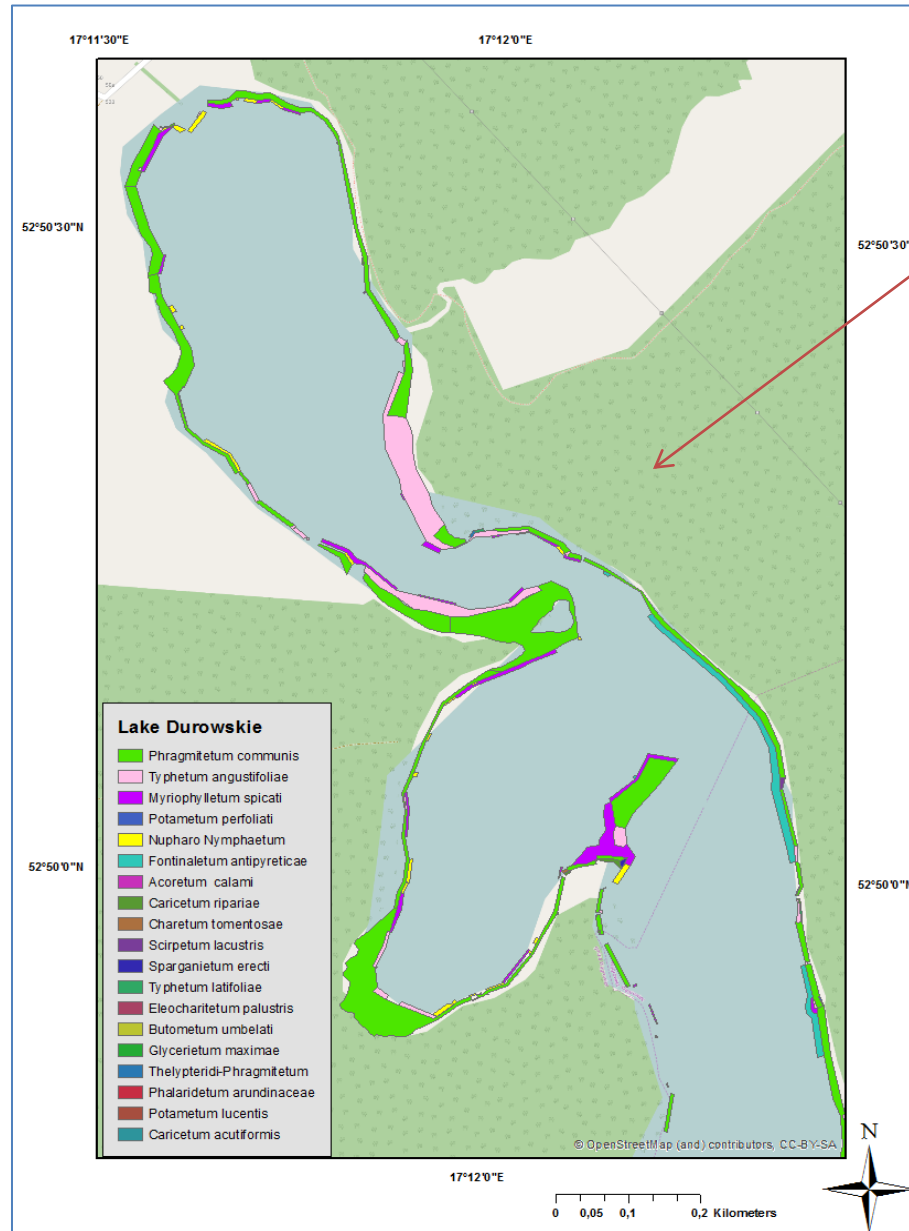 17°11'30"E
17°12'0"E
52°50'30"N
52°50'30"
Lake Durowskie
Phragmitetum communis
Typhetum angustifoliae
Myriophylletum spicati
Potametum perfoliati
Nupharo Nymphaetum
Fontinaletum antipyreticae
Acoretum calami
Caricetum ripariae
Charetum tomentosae
Scirpetum lacustris
Sparganietum erecti
Typhetum latifoliae
Eleocharitetum palustris
Butometum umbelati
Glycerietum maximae
Thelypteridi-Phragmitetum
Phalaridetum arundinaceae
Potametum lucentis
Caricetum acutiformis
52°50'0"N
52°50'0"N
© OpenStreetMap (and) contributors, CC-BY-SA
17°12'0"E
N
0 0,05 0,1 0,2 Kilometers